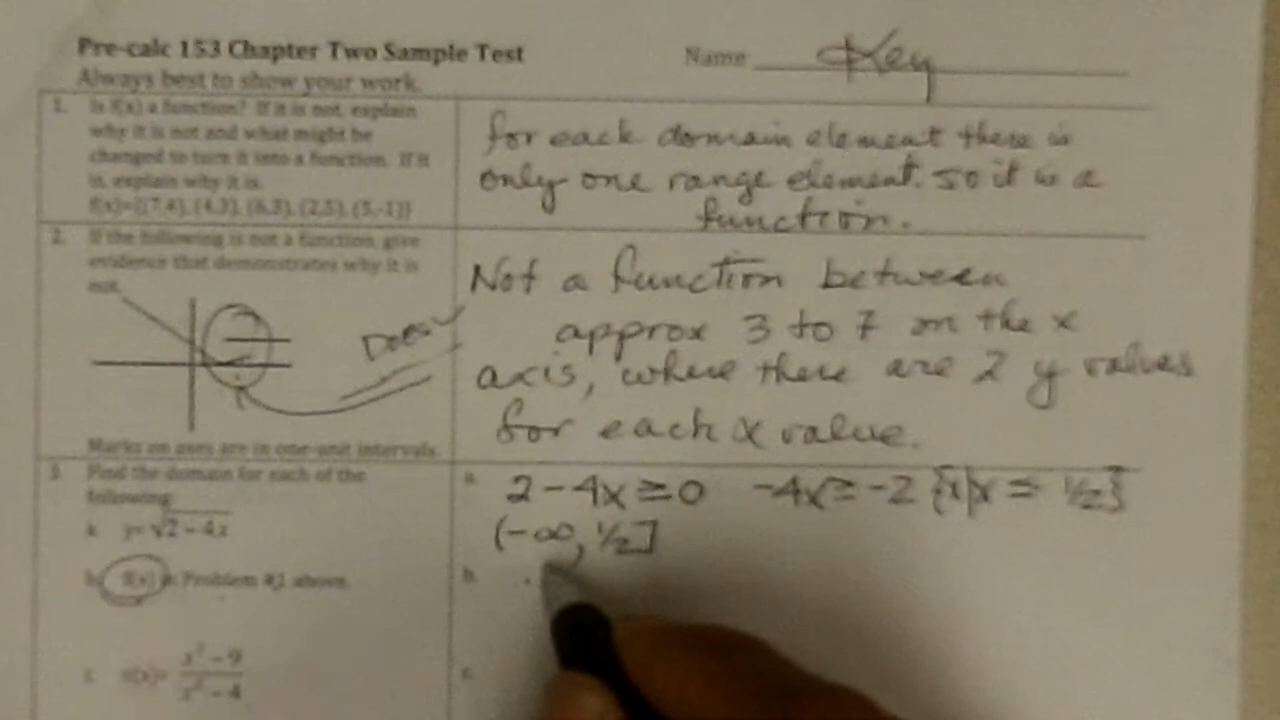 Pre-calc 153 Chapter Two Sample Test
Name Key
Always best to show your work.
1. Is f(x) a function? If it is not, explain
why it is not and what might be
changed to turn it into a function. If it
is, explain why it is.
f(x)={(7,4), (4,3), (6,3), (2,5), (5,-1)}
for each domain element there is
only one range element. so it is a
function.
2. If the following is not a function, give
evidence that demonstrates why it is
not.
Marks on axes are in one-unit intervals.
Not a function between
approx 3 to 7 on the x
axis, where there are 2 y values
for each x value.
3. Find the domain for each of the
following:
a. y=√2 – 4x
b. f(x) in Problem #1 above.
c. x²-9
x²-4
a. 2-4x≥0 -4x≥-2 {x|x≤ ½}
(-∞, ½]
b.
c.